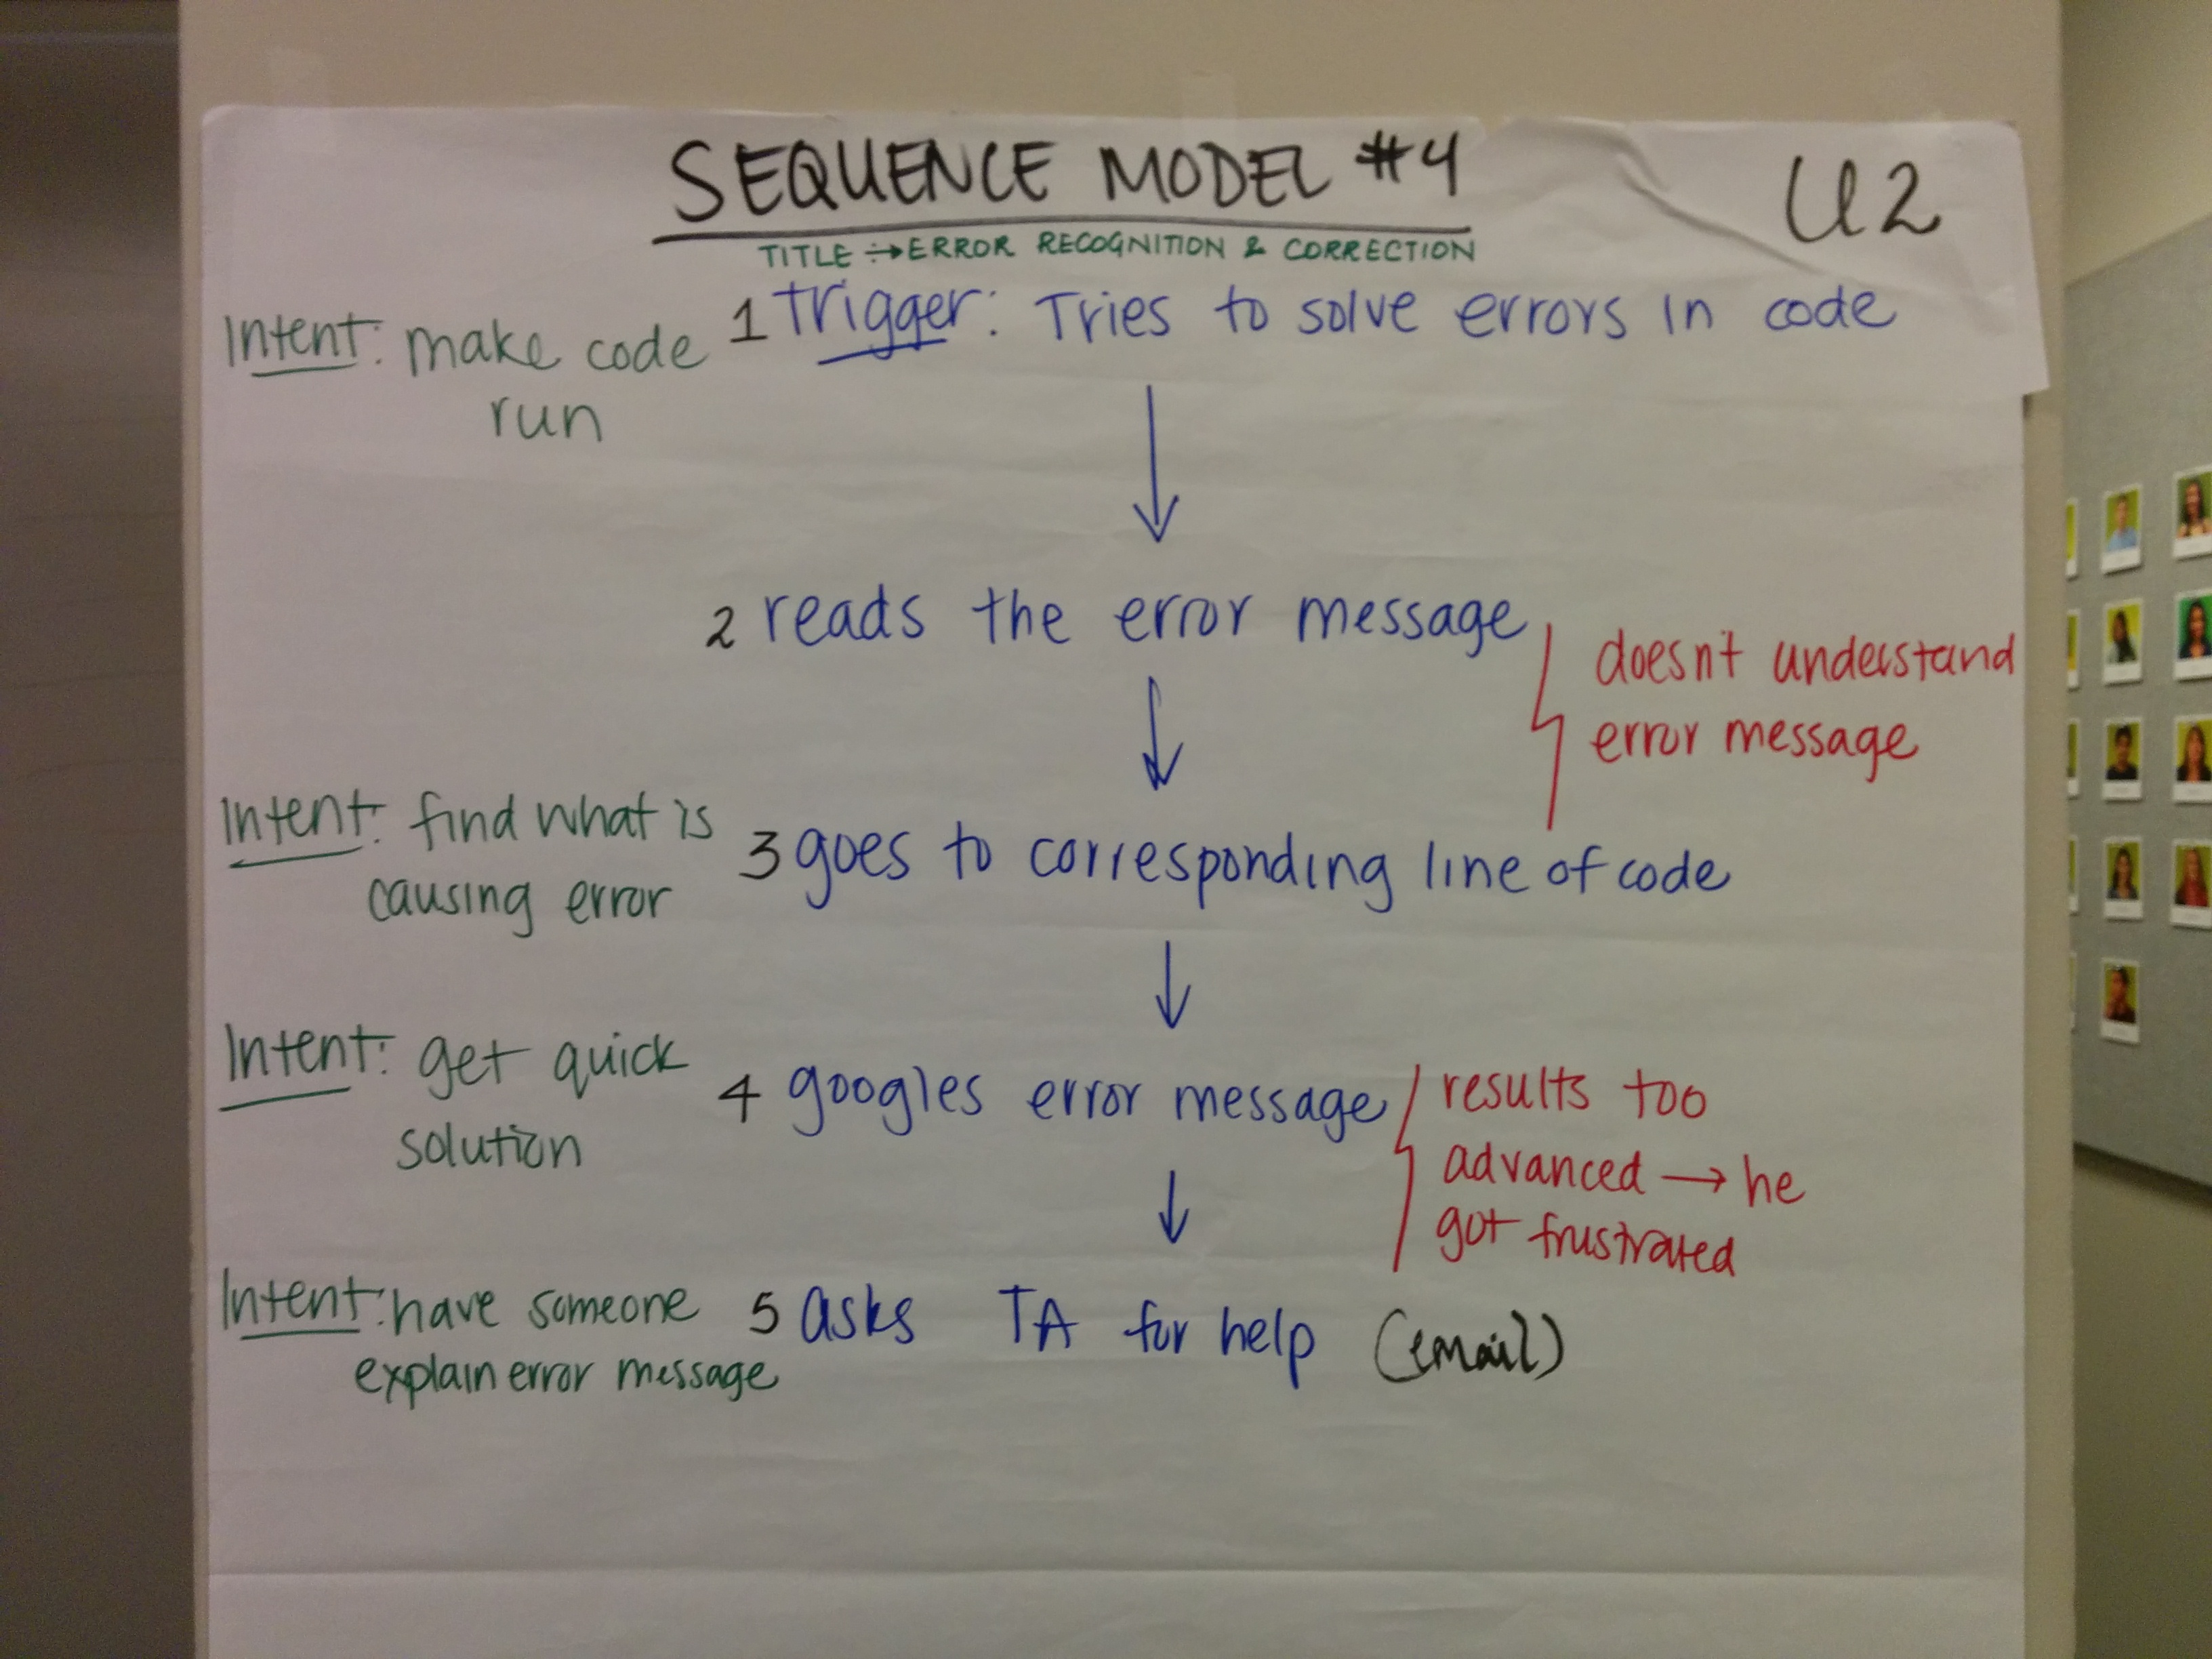 SEQUENCE MODEL #4
U2
TITLE → ERROR RECOGNITION & CORRECTION
Intent: make code
run
1 trigger: Tries to solve errors in code
2 reads the error message
doesn't understand
error message
Intent: find what is
causing error
3 goes to corresponding line of code
Intent: get quick
solution
4 googles error message
results too
advanced → he
got frustrated
Intent: have someone
explain error message
5 asks TA for help (email)